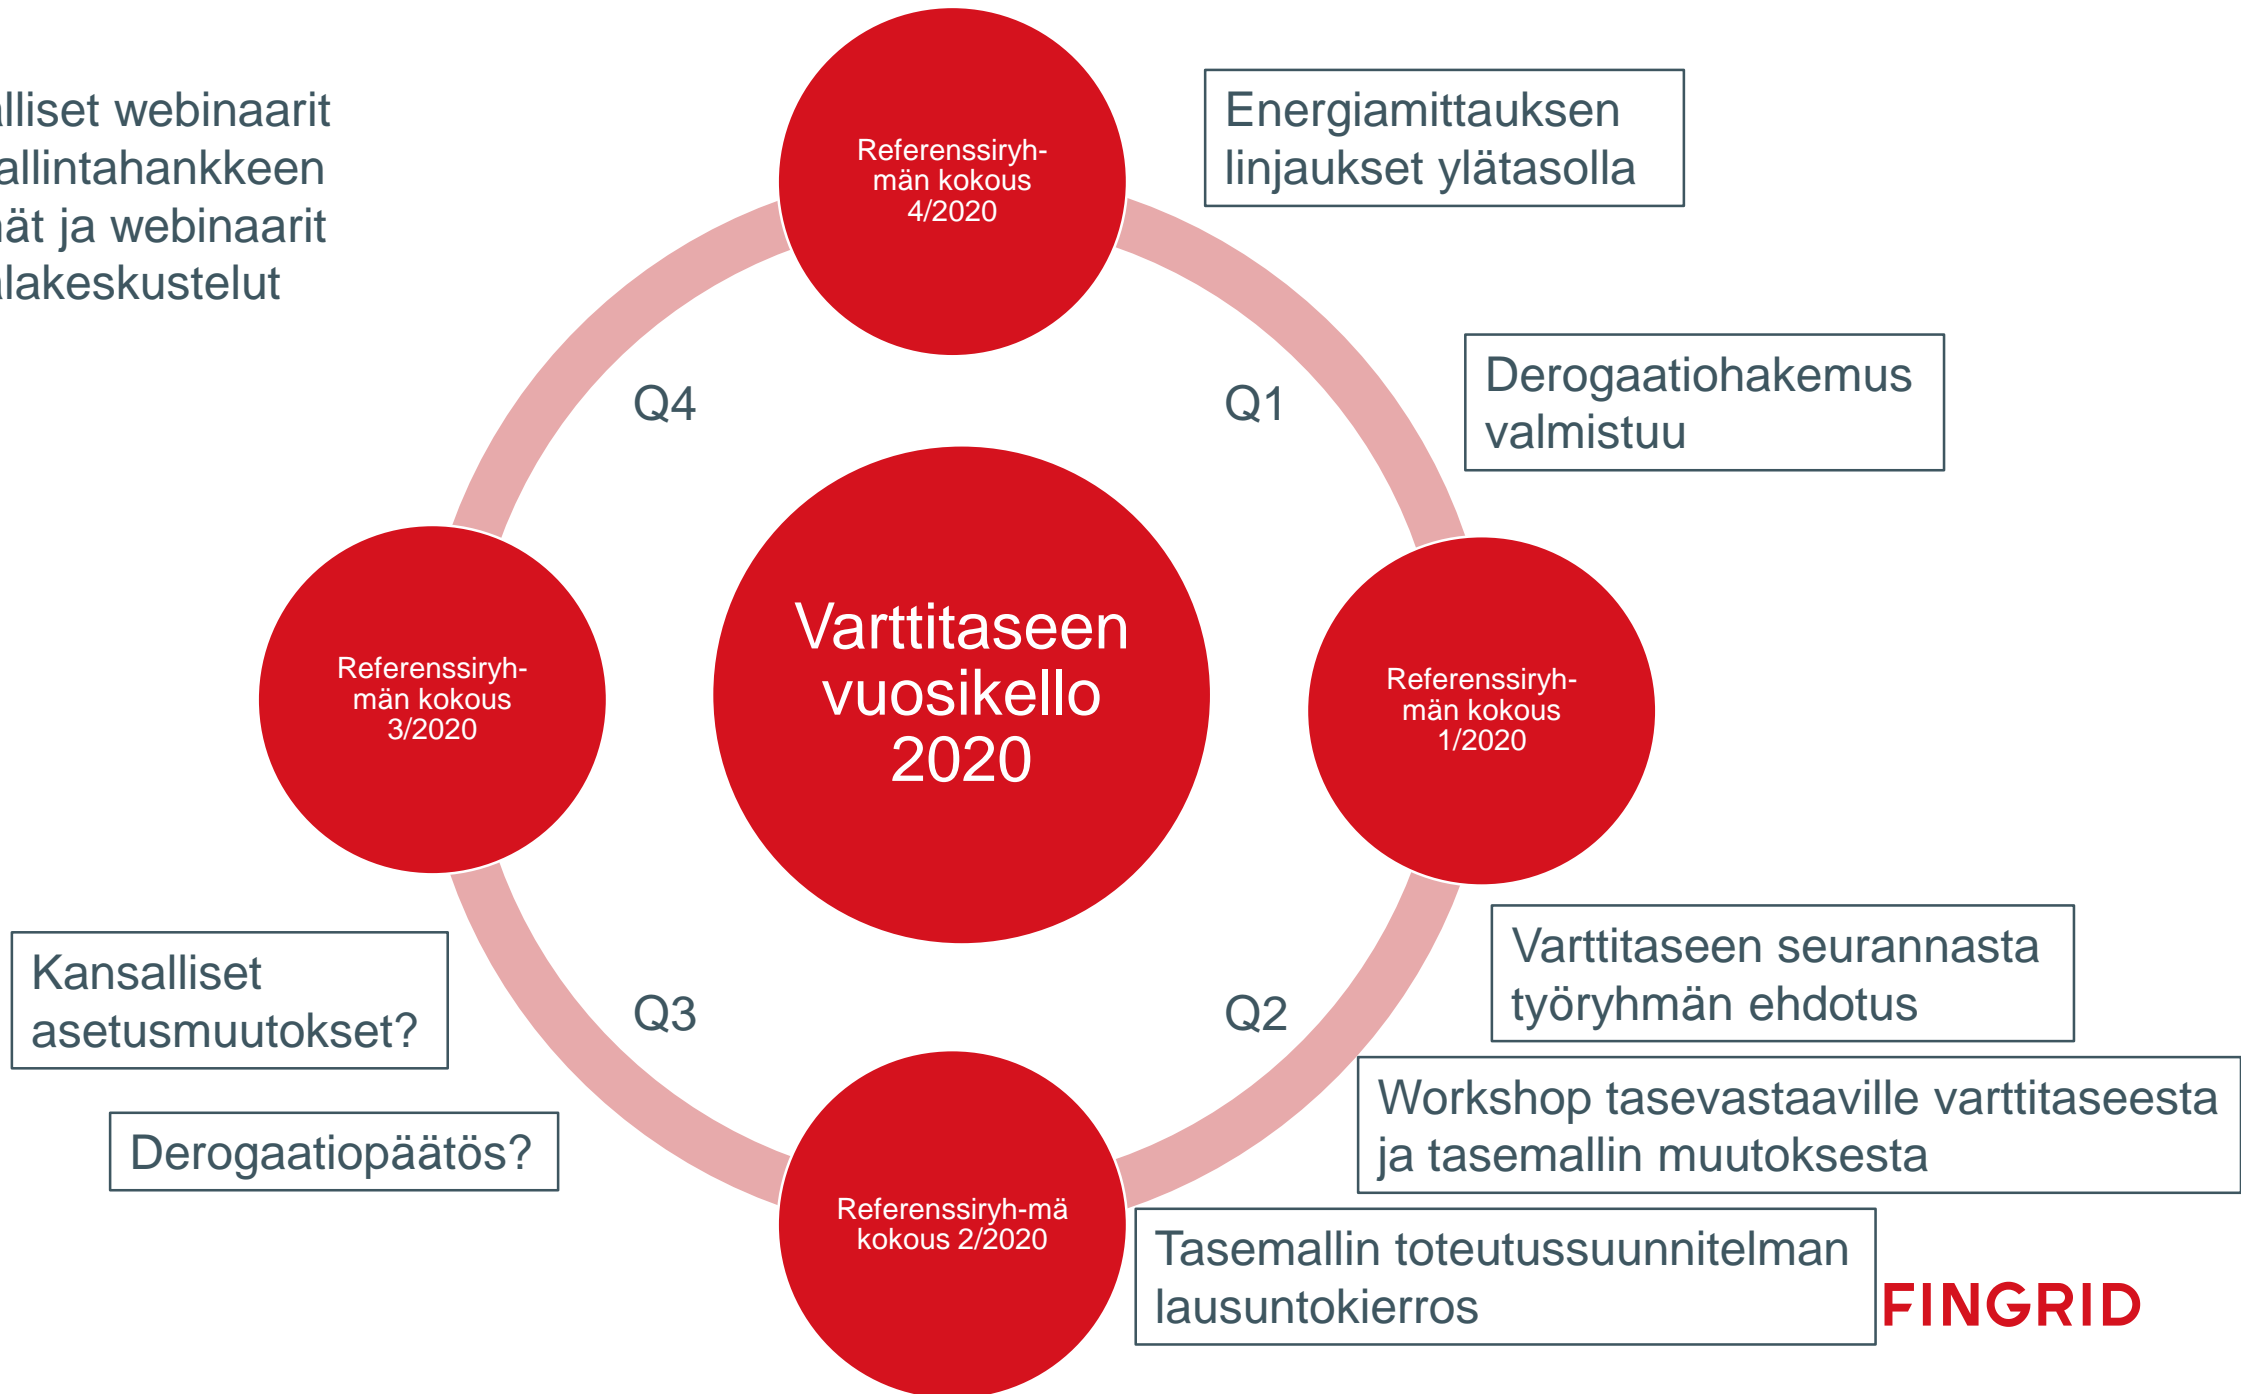 lliset webinaarit
allintahankkeen
ät ja webinaarit
lakeskustelut
Referenssiryh-
män kokous
4/2020
Energiamittauksen
linjaukset ylätasolla
Derogaatiohakemus
valmistuu
Q4
Q1
Varttitaseen
vuosikello
2020
Referenssiryh-
män kokous
3/2020
Referenssiryh-
män kokous
1/2020
Kansalliset
asetusmuutokset?
Q3
Q2
Varttitaseen seurannasta
työryhmän ehdotus
Workshop tasevastaaville varttitaseesta
ja tasemallin muutoksesta
Derogaatiopäätös?
Referenssiryh-mä
kokous 2/2020
Tasemallin toteutussuunnitelman
lausuntokierros
FINGRID